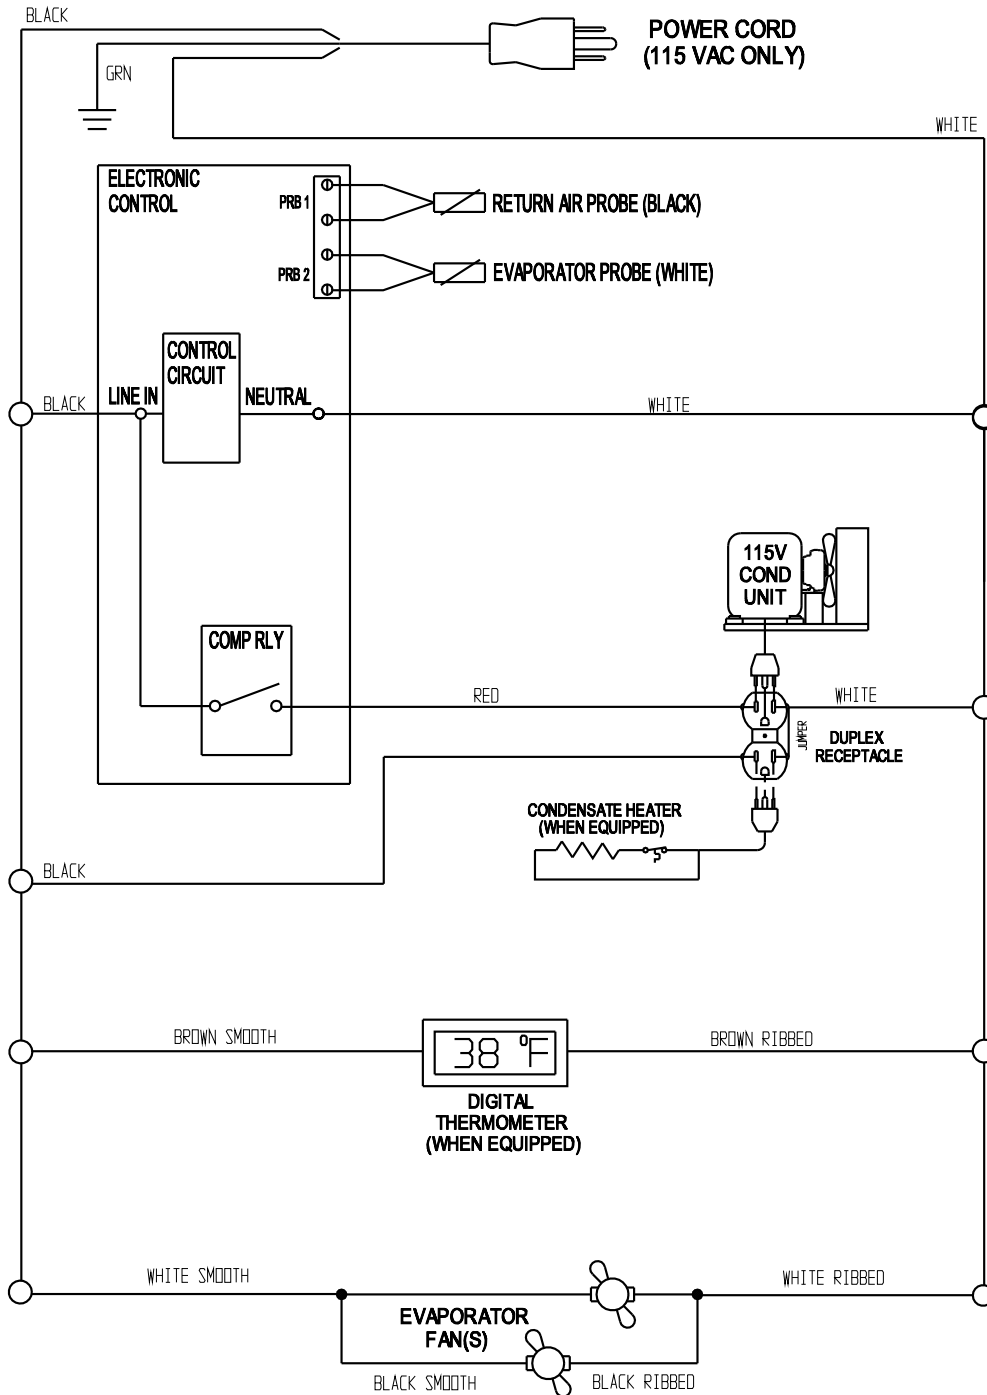 BLACK
POWER CORD
(115 VAC ONLY)
GRN
WHITE
ELECTRONIC
CONTROL
PRB 1
RETURN AIR PROBE (BLACK)
PRB 2
EVAPORATOR PROBE (WHITE)
CONTROL
CIRCUIT
BLACK
LINE IN
NEUTRAL
WHITE
115V
COND
UNIT
COMP RLY
RED
WHITE
JUMPER
DUPLEX
RECEPTACLE
CONDENSATE HEATER
(WHEN EQUIPPED)
BLACK
BROWN SMOOTH
38 °F
BROWN RIBBED
DIGITAL
THERMOMETER
(WHEN EQUIPPED)
WHITE SMOOTH
WHITE RIBBED
EVAPORATOR
FAN(S)
BLACK SMOOTH
BLACK RIBBED